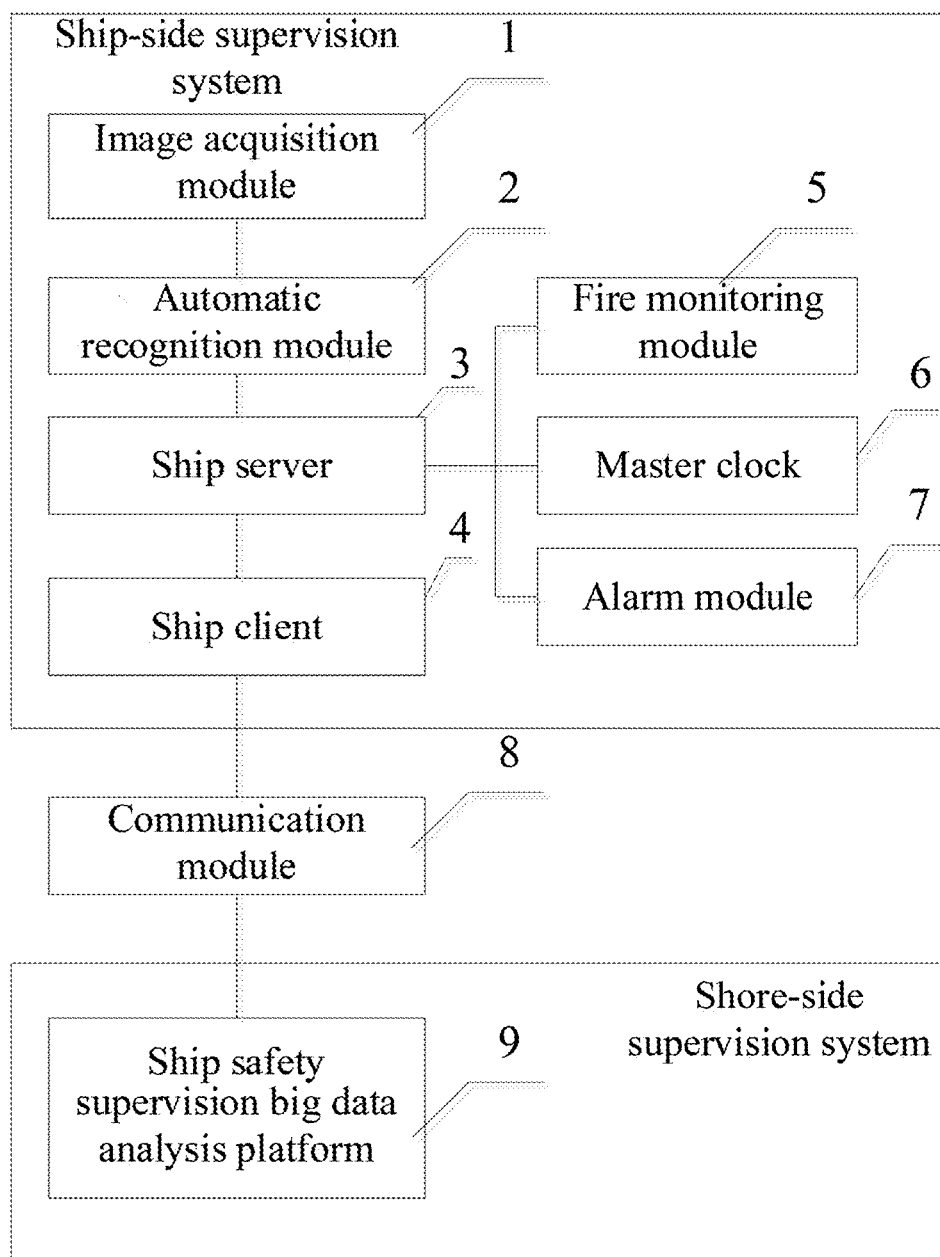 Ship-side supervision
system
1
Image acquisition
module
2
Automatic
recognition module
5
Fire monitoring
module
3
Ship server
6
Master clock
4
Ship client
7
Alarm module
8
Communication
module
Shore-side
supervision system
9
Ship safety
supervision big data
analysis platform